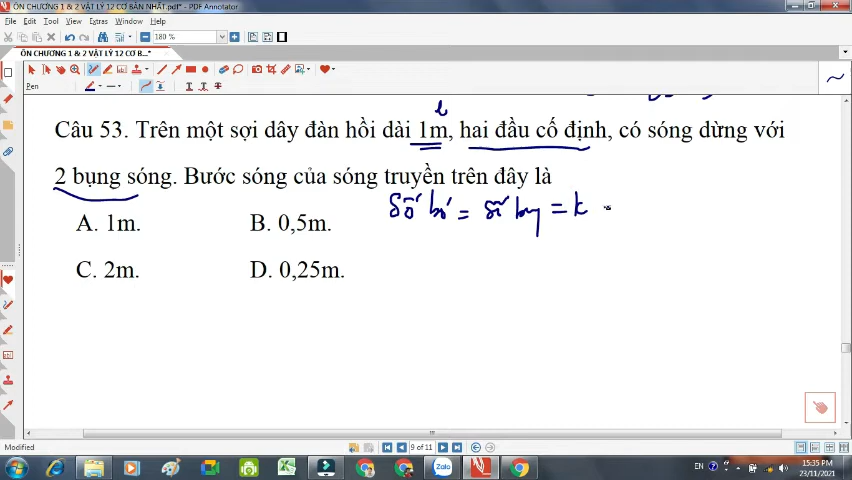 ÔN CHƯƠNG 1 & 2 VẬT LÝ 12 CƠ BẢN NHẤT.pdf* - PDF Annotator
File Edit Tool View Extras Window Help
180 %
ÔN CHƯƠNG 1 & 2 VẬT LÝ 12 CƠ B...*
Pen
l
Câu 53. Trên một sợi dây đàn hồi dài 1m, hai đầu cố định, có sóng dừng với
2 bụng sóng. Bước sóng của sóng truyền trên đây là
Số bó = số bụng = k
A. 1m. B. 0,5m.
C. 2m. D. 0,25m.
Modified 9 of 11
Zalo EN 15:35 PM
23/11/2021